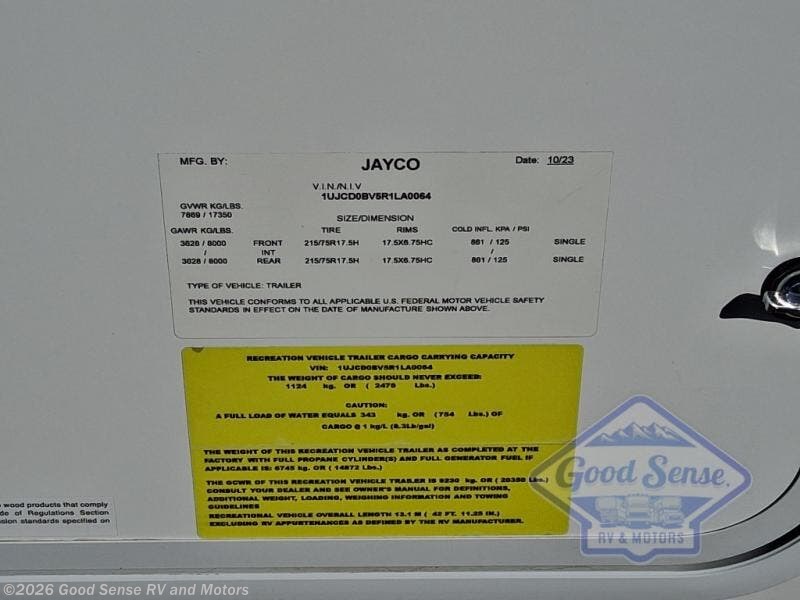 MFG. BY: JAYCO Date: 10/23
V.I.N./N.I.V
1UJCD0BV5R1LA0064
GVWR KG/LBS.
7869 / 17350
SIZE/DIMENSION
GAWR KG/LBS. TIRE RIMS COLD INFL. KPA / PSI
3628 / 8000 FRONT 215/75R17.5H 17.5X6.75HC 861 / 125 SINGLE
/ INT /
3628 / 8000 REAR 215/75R17.5H 17.5X6.75HC 861 / 125 SINGLE
TYPE OF VEHICLE: TRAILER
THIS VEHICLE CONFORMS TO ALL APPLICABLE U.S. FEDERAL MOTOR VEHICLE SAFETY
STANDARDS IN EFFECT ON THE DATE OF MANUFACTURE SHOWN ABOVE.
RECREATION VEHICLE TRAILER CARGO CARRYING CAPACITY
VIN: 1UJCD0BV5R1LA0064
THE WEIGHT OF CARGO SHOULD NEVER EXCEED:
1124 kg. OR ( 2478 Lbs.)
CAUTION:
A FULL LOAD OF WATER EQUALS 343 kg. OR (754 Lbs.) OF
CARGO @ 1 kg/L (8.3Lb/gal)
THE WEIGHT OF THIS RECREATION VEHICLE TRAILER AS COMPLETED AT THE
FACTORY WITH FULL PROPANE CYLINDER(S) AND FULL GENERATOR FUEL IF
APPLICABLE IS: 6745 kg. OR ( 14872 Lbs.)
THE GCWR OF THIS RECREATION VEHICLE TRAILER IS 9230 kg. OR ( 20350 Lbs.)
CONSULT YOUR DEALER AND SEE OWNER'S MANUAL FOR DEFINITIONS,
ADDITIONAL WEIGHT, LOADING, WEIGHING INFORMATION AND TOWING
GUIDELINES
RECREATIONAL VEHICLE OVERALL LENGTH 13.1 M ( 42 FT. 11.25 IN.)
EXCLUDING RV APPURTENANCES AS DEFINED BY THE RV MANUFACTURER.
wood products that comply
de of Regulations Section
sion standards specified on
Good Sense
RV & MOTORS
©2026 Good Sense RV and Motors